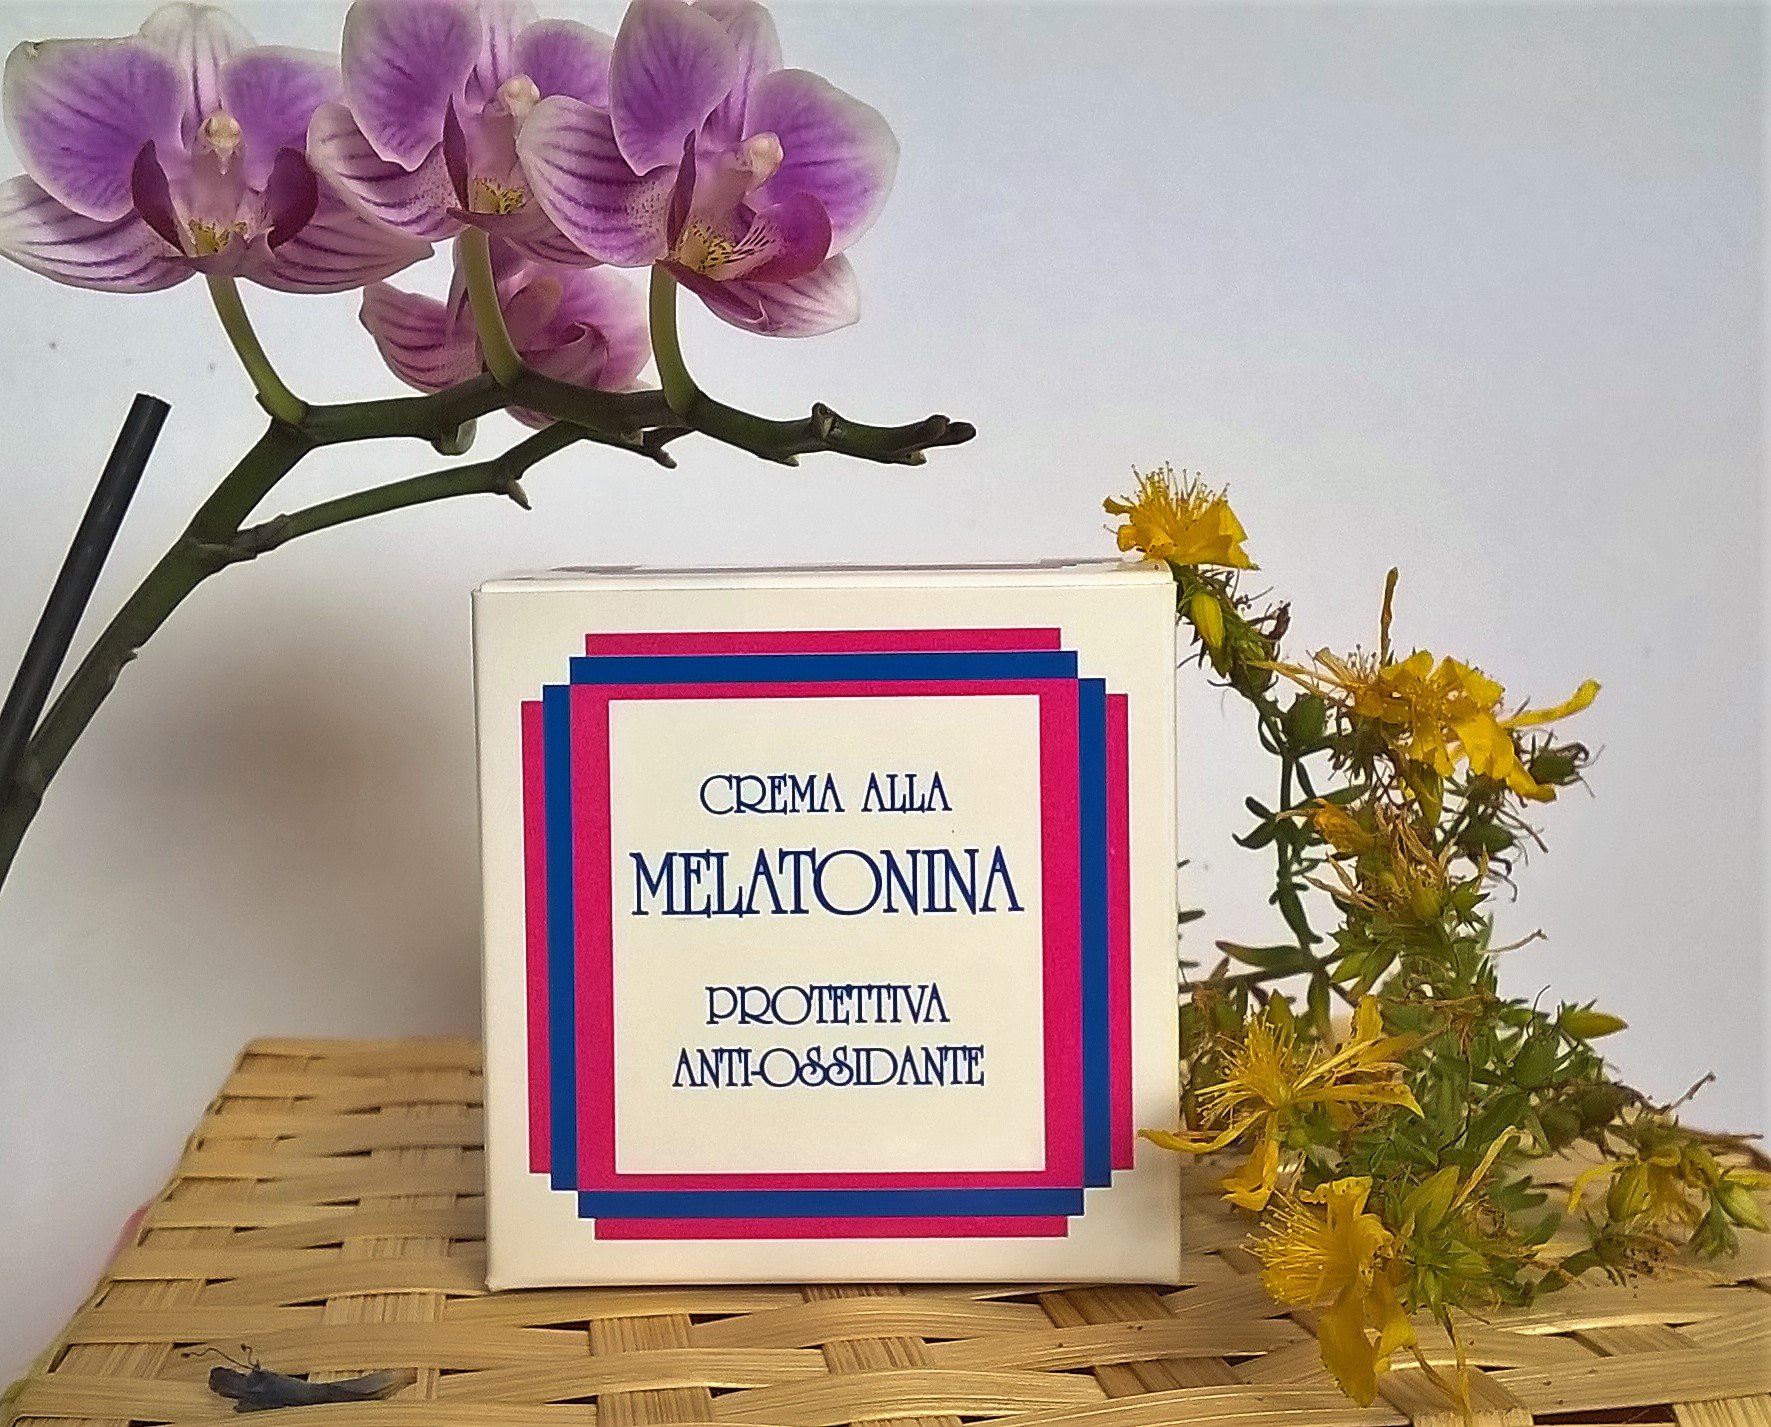 CREMA ALLA
MELATONINA
PROTETTIVA
ANTI-OSSIDANTE